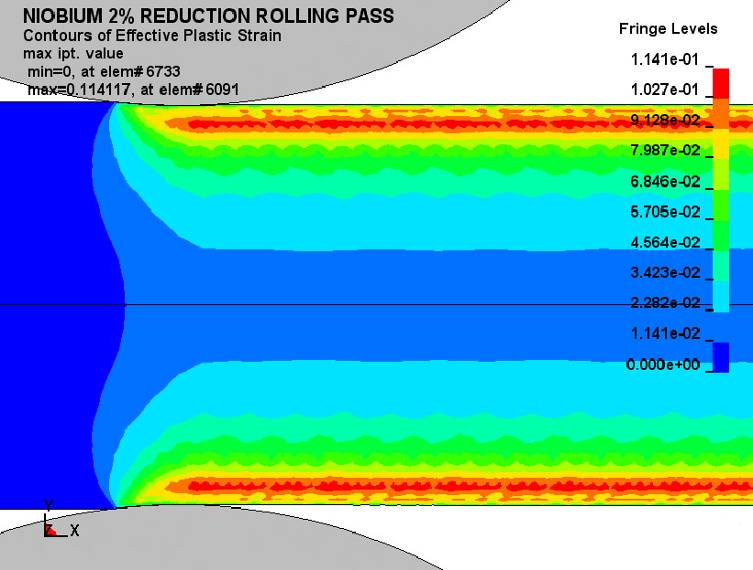 NIOBIUM 2% REDUCTION ROLLING PASS
Contours of Effective Plastic Strain
max ipt. value
min=0, at elem# 6733
max=0.114117, at elem# 6091
Fringe Levels
1.141e-01
1.027e-01
9.128e-02
7.987e-02
6.846e-02
5.705e-02
4.564e-02
3.423e-02
2.282e-02
1.141e-02
0.000e+00
Y
Z X